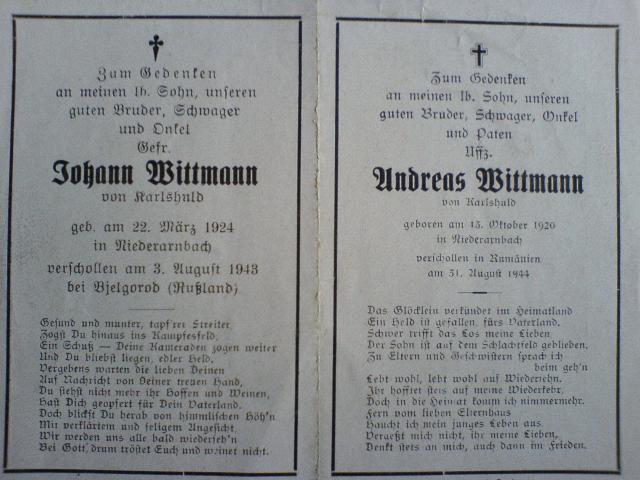 Zum Gedenken
an meinen lb. Sohn, unseren
guten Bruder, Schwager
und Onkel
Gefr.
Johann Wittmann
von Karlshuld
geb. am 22. März 1924
in Niederarnbach
verschollen am 3. August 1943
bei Bjelgorod (Rußland)
Gesund und munter, tapf'rer Streiter
Zogst Du hinaus ins Kampfesfeld,
Ein Schuß — Deine Kameraden zogen weiter
Und Du bliebst liegen, edler Held.
Vergebens warten die lieben Deinen
Auf Nachricht von Deiner treuen Hand,
Du siehst nicht mehr ihr Hoffen und Weinen,
Hast Dich geopfert für Dein Vaterland.
Doch blickst Du herab von himmlischen Höh'n
Mit verklärtem und seligem Angesicht.
Wir werden uns alle bald wiederseh'n
Bei Gott, drum tröstet Euch und weinet nicht.
Zum Gedenken
an meinen lb. Sohn, unseren
guten Bruder, Schwager, Onkel
und Paten
Uffz.
Andreas Wittmann
von Karlshuld
geboren am 13. Oktober 1920
in Niederarnbach
verschollen in Rumänien
am 31. August 1944
Das Glöcklein verkündet im Heimatland
Ein Held ist gefallen, fürs Vaterland.
Schwer trifft das Los meine Lieben
Der Sohn ist auf dem Schlachtfeld geblieben.
Zu Eltern und Geschwistern sprach ich
beim geh'n
Lebt wohl, lebt wohl auf Wiedersehn.
Ihr hofftet stets auf meine Wiederkehr,
Doch in die Heimat komm ich nimmermehr.
Fern vom lieben Elternhaus
Haucht ich mein junges Leben aus.
Vergeßt mich nicht, ihr meine Lieben,
Denkt stets an mich, auch dann im Frieden.